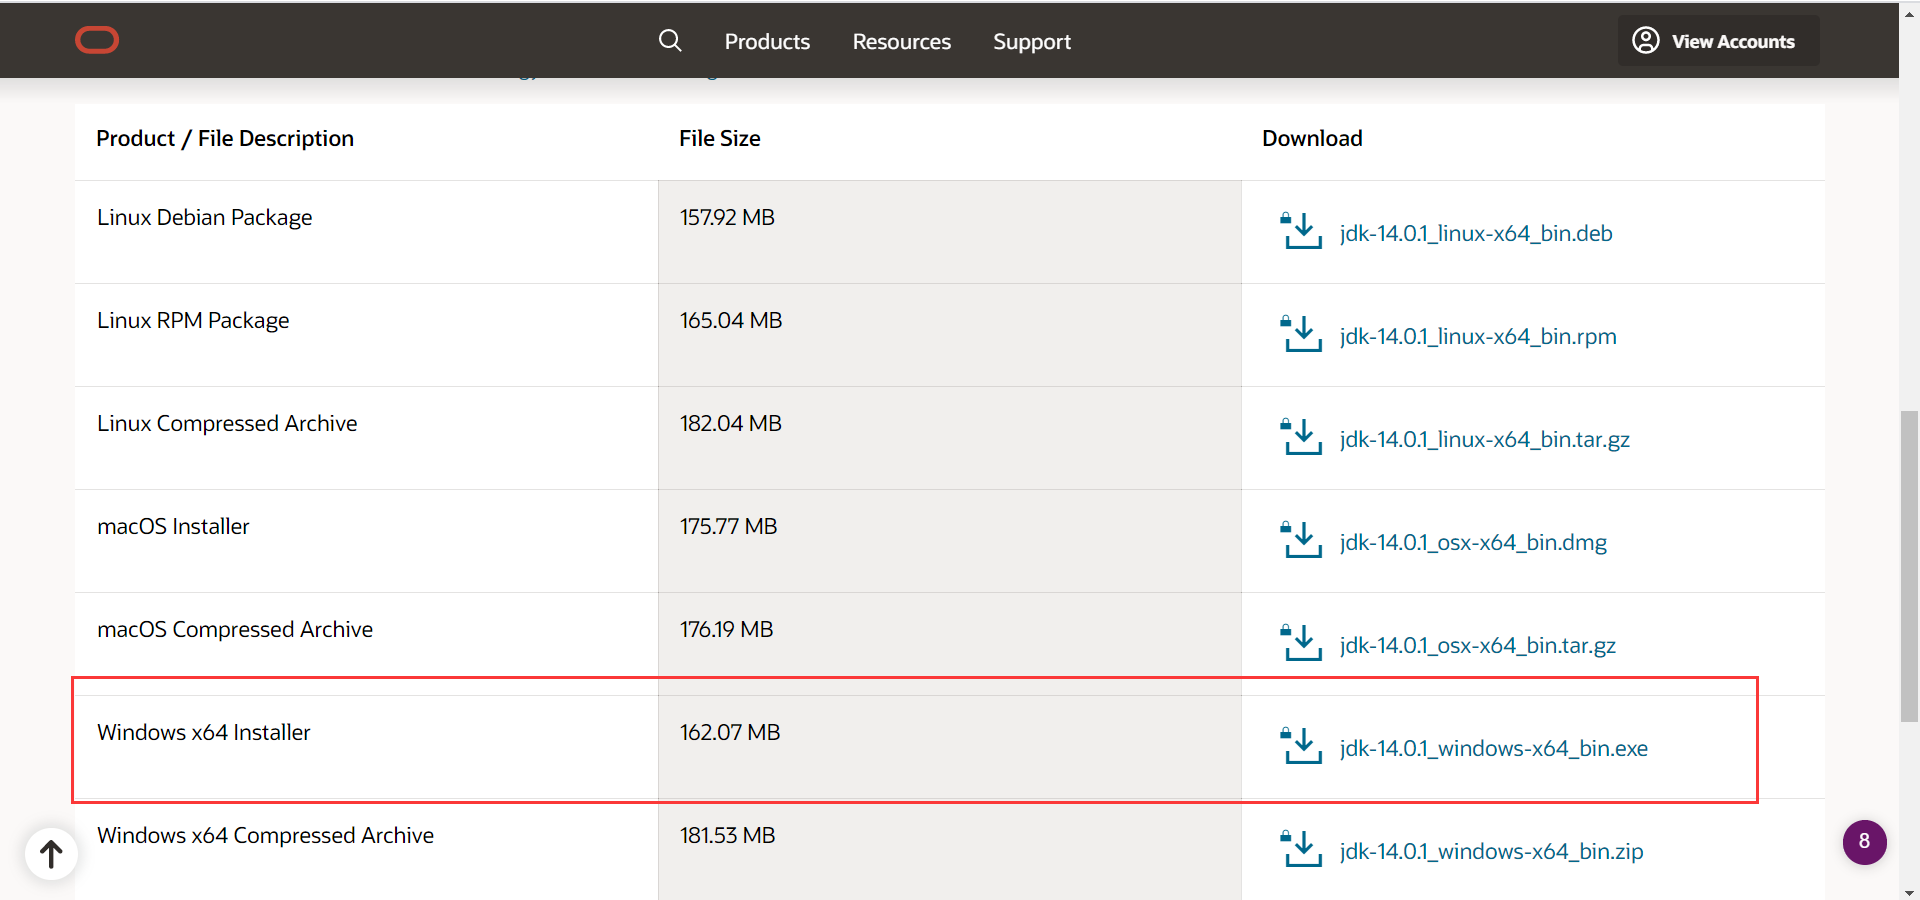 Products Resources Support View Accounts
Product / File Description File Size Download
Linux Debian Package 157.92 MB jdk-14.0.1_linux-x64_bin.deb
Linux RPM Package 165.04 MB jdk-14.0.1_linux-x64_bin.rpm
Linux Compressed Archive 182.04 MB jdk-14.0.1_linux-x64_bin.tar.gz
macOS Installer 175.77 MB jdk-14.0.1_osx-x64_bin.dmg
macOS Compressed Archive 176.19 MB jdk-14.0.1_osx-x64_bin.tar.gz
Windows x64 Installer 162.07 MB jdk-14.0.1_windows-x64_bin.exe
Windows x64 Compressed Archive 181.53 MB jdk-14.0.1_windows-x64_bin.zip
8